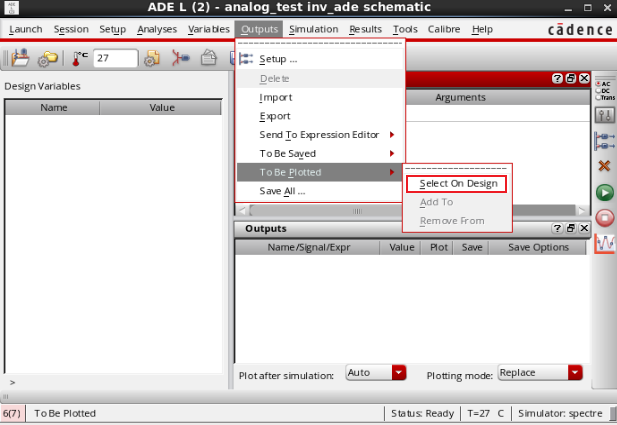 ADE L (2) - analog_test inv_ade schematic
Launch Session Setup Analyses Variables Outputs Simulation Results Tools Calibre Help cādence
27
Setup ...
Delete
Import
Export
Send To Expression Editor
To Be Saved
To Be Plotted
Save All ...
Select On Design
Add To
Remove From
Design Variables
Name Value
Arguments
AC
DC
Trans
Outputs
Name/Signal/Expr Value Plot Save Save Options
Plot after simulation: Auto Plotting mode: Replace
>
6(7) To Be Plotted Status: Ready T=27 C Simulator: spectre